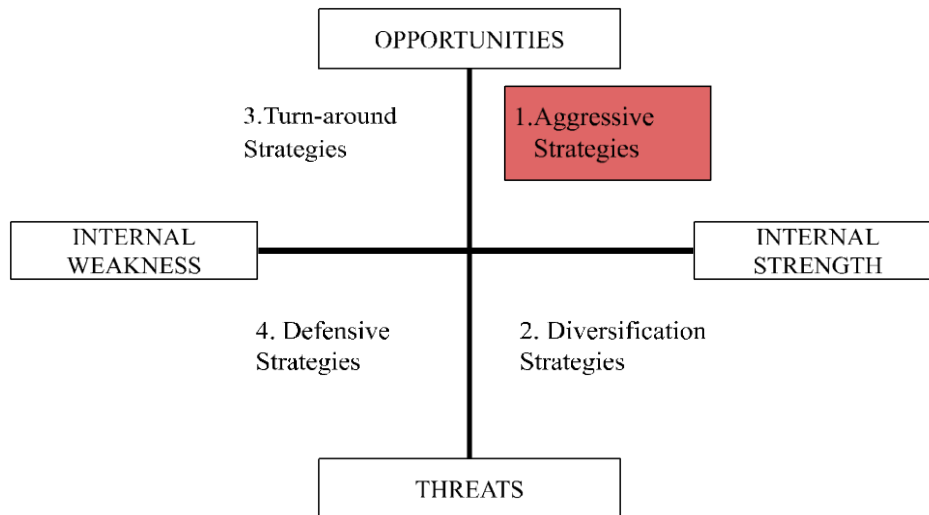 OPPORTUNITIES
3.Turn-around
Strategies
1.Aggressive
Strategies
INTERNAL
WEAKNESS
INTERNAL
STRENGTH
4. Defensive
Strategies
2. Diversification
Strategies
THREATS